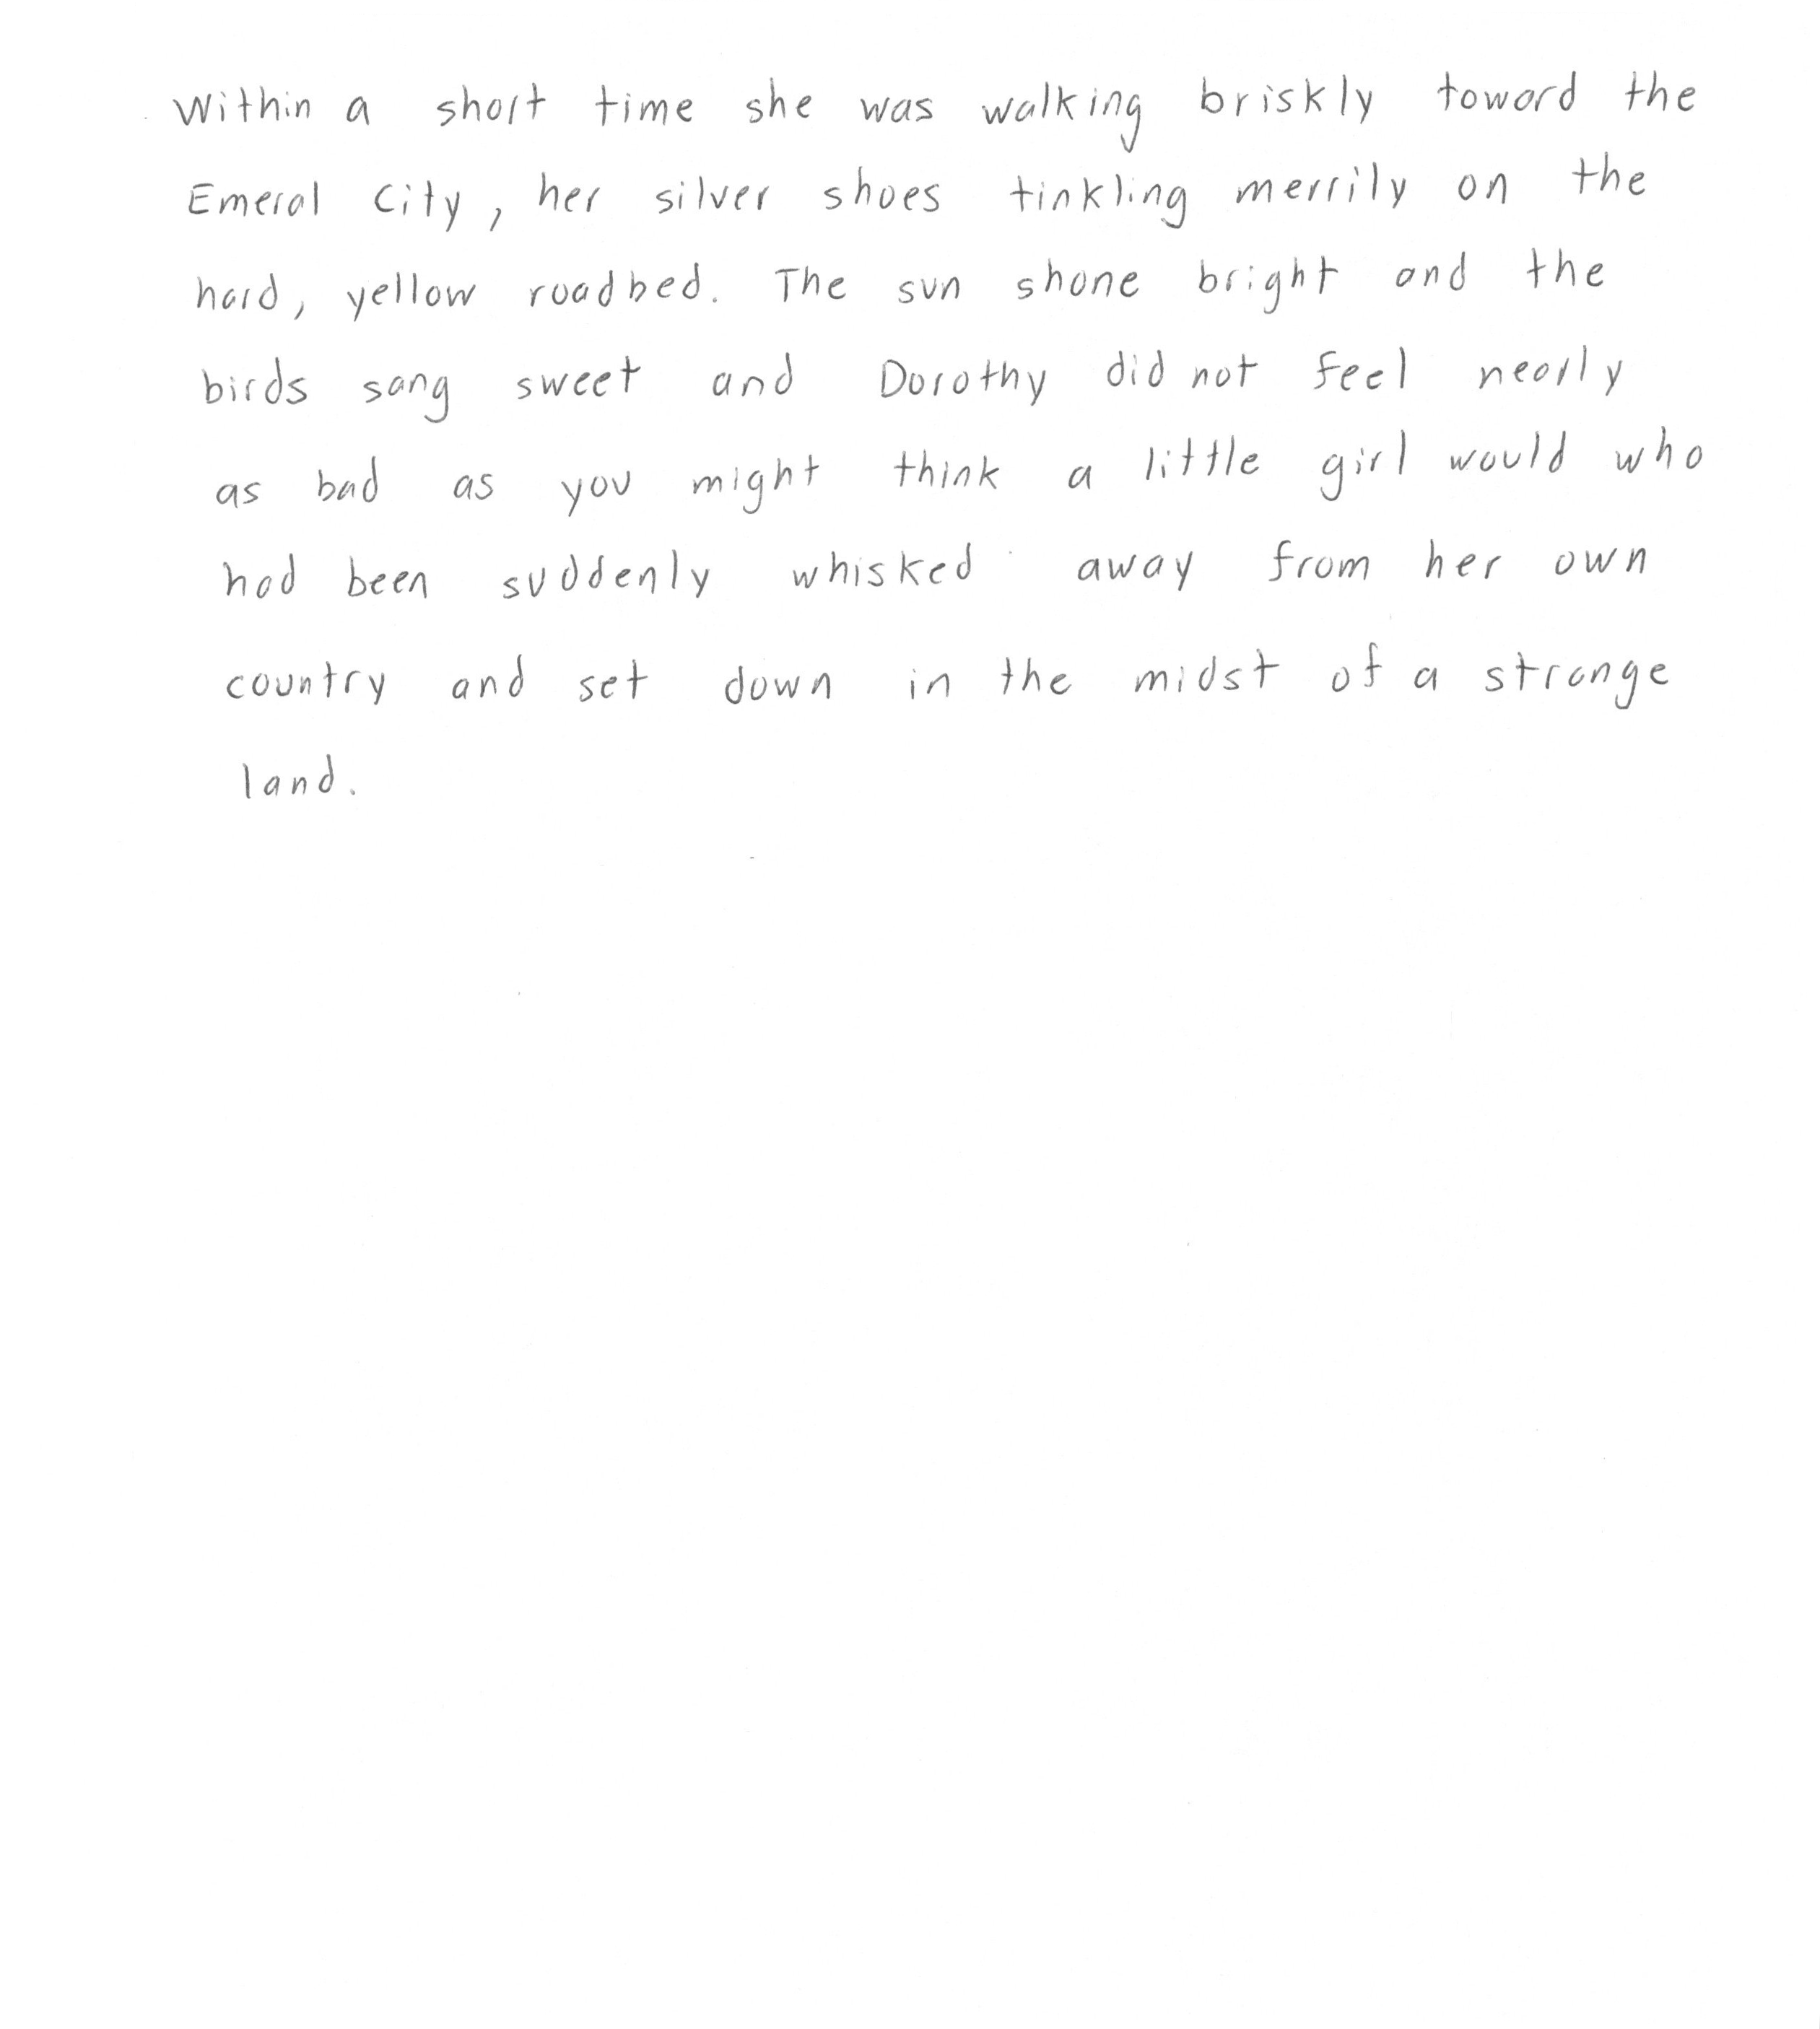 Within a short time she was walking briskly toward the
Emeral City, her silver shoes tinkling merrily on the
hard, yellow roadbed. The sun shone bright and the
birds sang sweet and Dorothy did not feel nearly
as bad as you might think a little girl would who
had been suddenly whisked away from her own
country and set down in the midst of a strange
land.